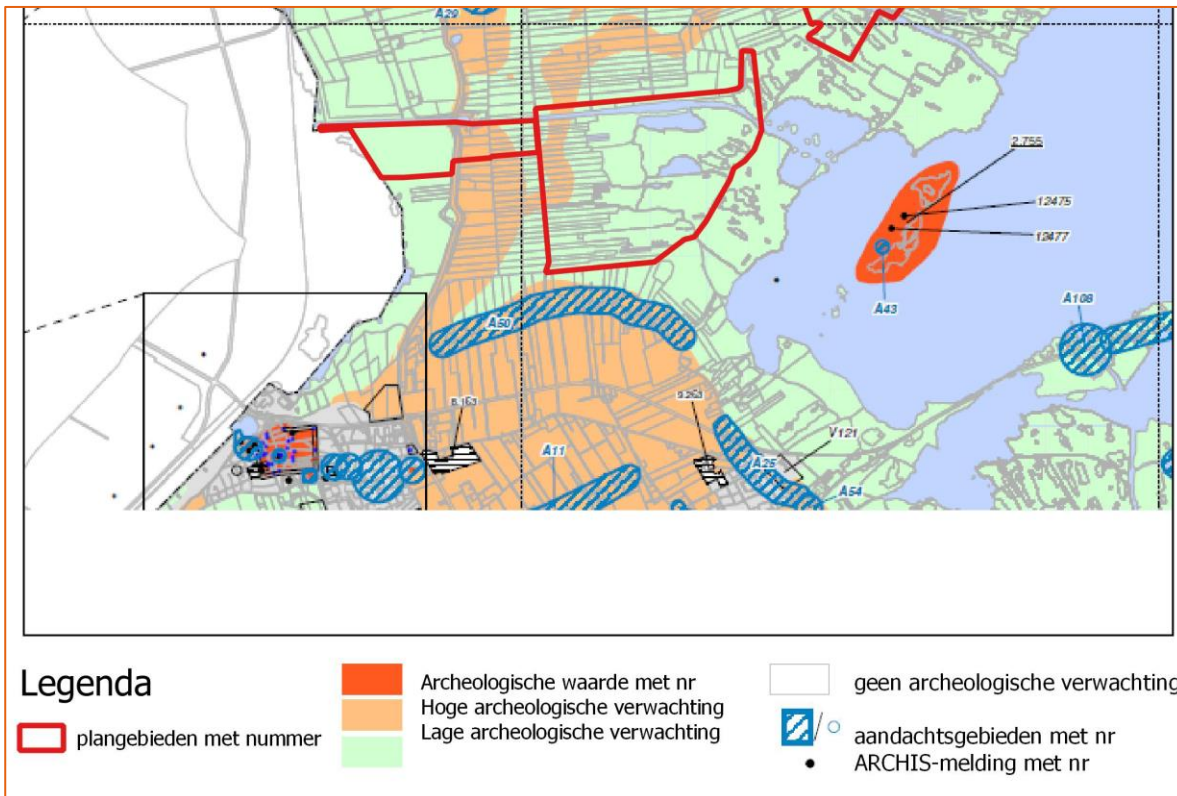 A29
2.755
12475
12477
A43
A108
A50
8.153
9.253
A11
V121
A25
A54
Legenda
plangebieden met nummer
Archeologische waarde met nr
Hoge archeologische verwachting
Lage archeologische verwachting
geen archeologische verwachting
aandachtsgebieden met nr
ARCHIS-melding met nr